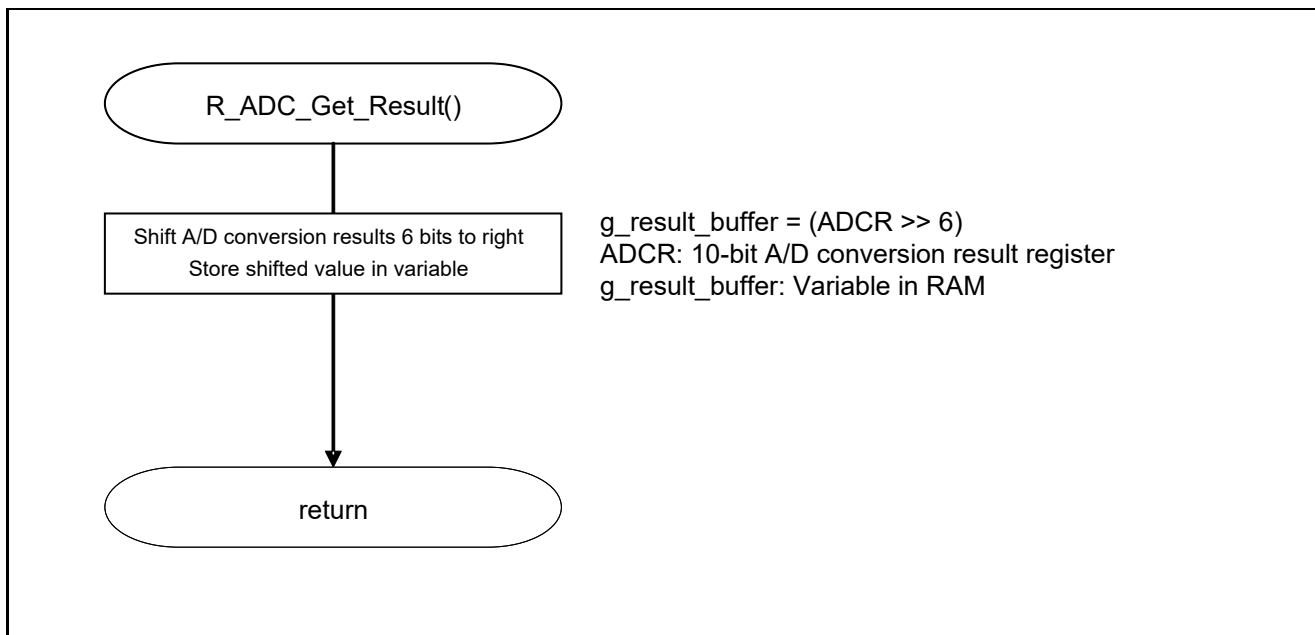 R_ADC_Get_Result()
Shift A/D conversion results 6 bits to right
Store shifted value in variable
g_result_buffer = (ADCR >> 6)
ADCR: 10-bit A/D conversion result register
g_result_buffer: Variable in RAM
return